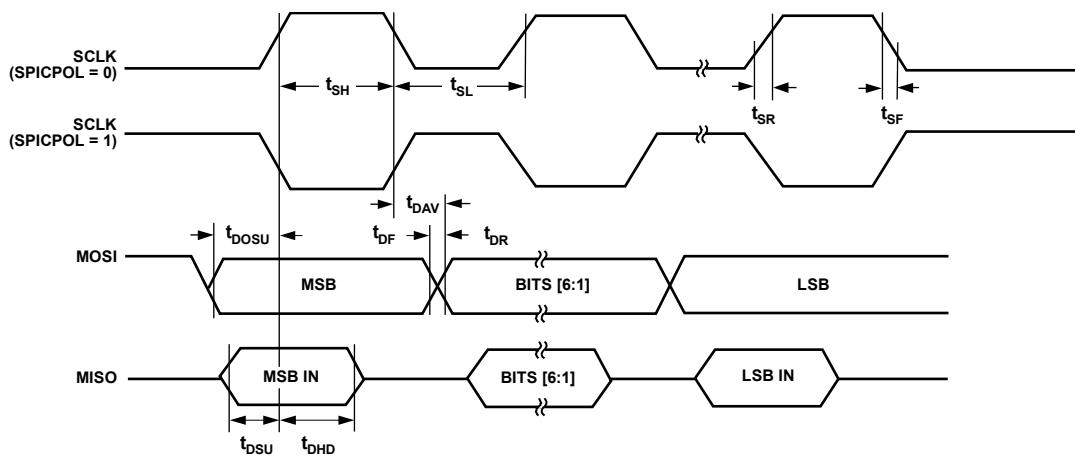 SCLK
(SPICPOL = 0)
tSH
tSL
tSR
tSF
SCLK
(SPICPOL = 1)
tDAV
tDOSU
tDF
tDR
MOSI
MSB
BITS [6:1]
LSB
MISO
MSB IN
BITS [6:1]
LSB IN
tDSU
tDHD